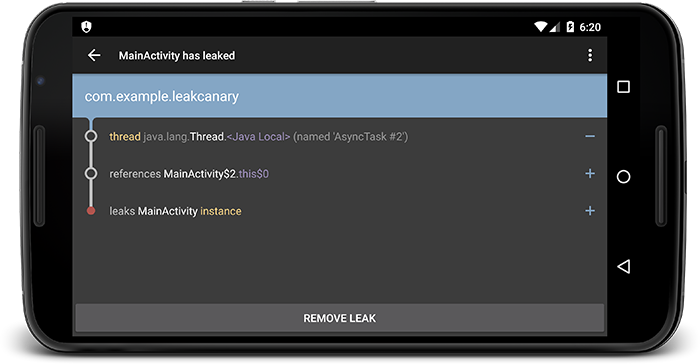 6:20
MainActivity has leaked
com.example.leakcanary
thread java.lang.Thread.<Java Local> (named 'AsyncTask #2')
references MainActivity$2.this$0
leaks MainActivity instance
REMOVE LEAK